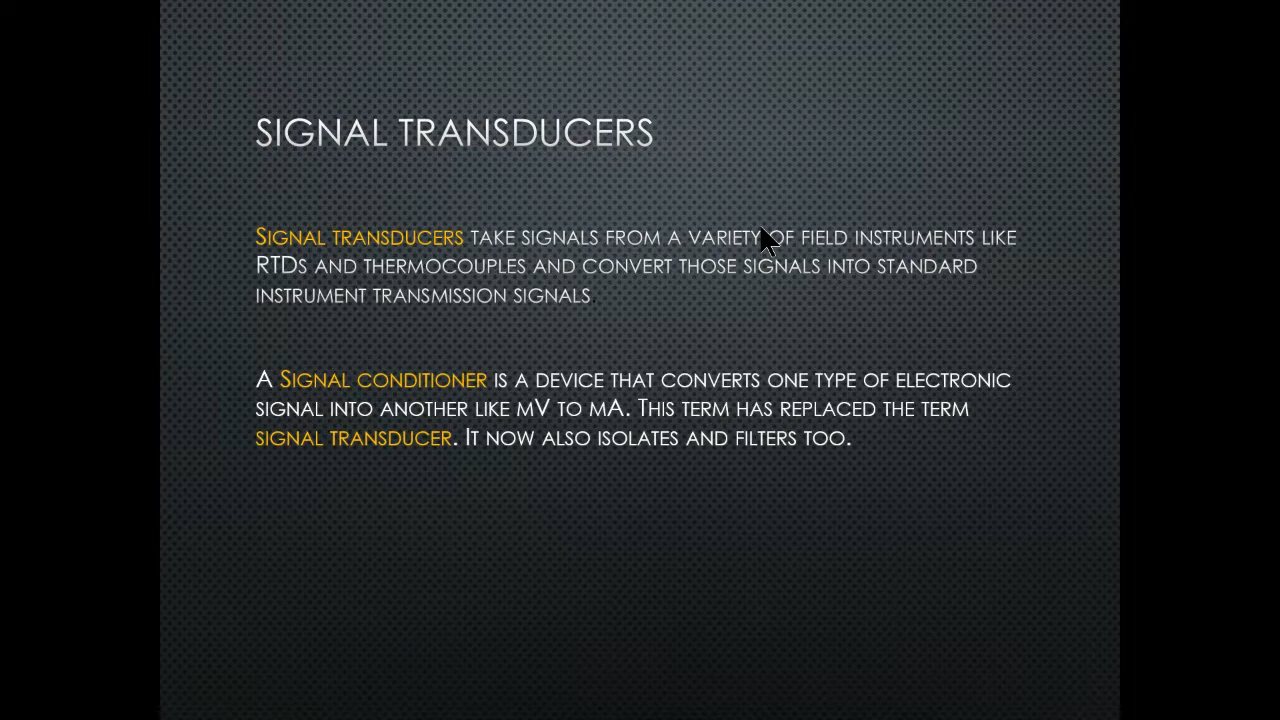 SIGNAL TRANSDUCERS
SIGNAL TRANSDUCERS TAKE SIGNALS FROM A VARIETY OF FIELD INSTRUMENTS LIKE
RTDS AND THERMOCOUPLES AND CONVERT THOSE SIGNALS INTO STANDARD
INSTRUMENT TRANSMISSION SIGNALS.
A SIGNAL CONDITIONER IS A DEVICE THAT CONVERTS ONE TYPE OF ELECTRONIC
SIGNAL INTO ANOTHER LIKE MV TO MA. THIS TERM HAS REPLACED THE TERM
SIGNAL TRANSDUCER. IT NOW ALSO ISOLATES AND FILTERS TOO.